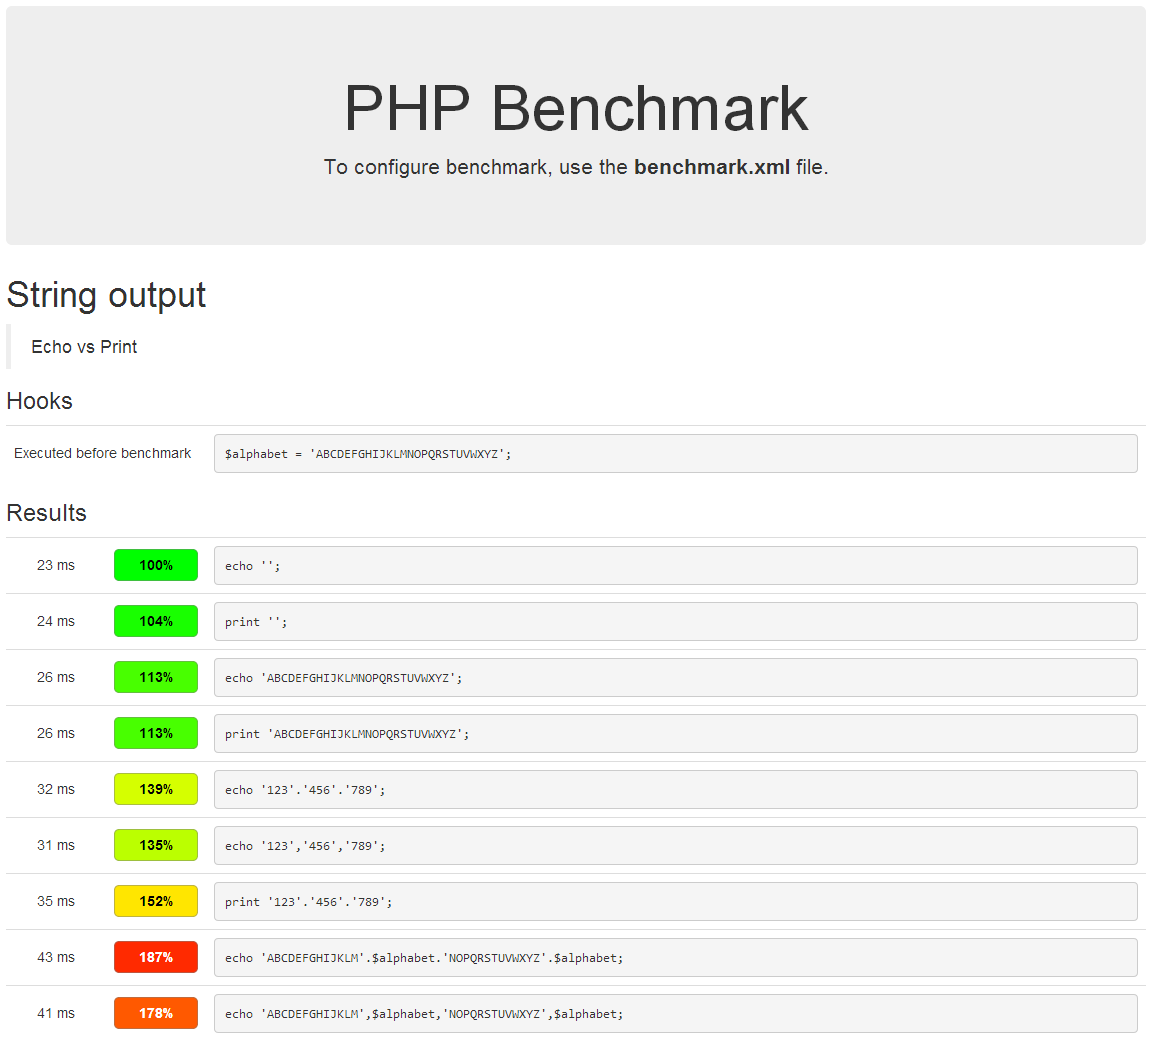 PHP Benchmark
To configure benchmark, use the benchmark.xml file.
String output
Echo vs Print
Hooks
Executed before benchmark $alphabet = 'ABCDEFGHIJKLMNOPQRSTUVWXYZ';
Results
23 ms 100% echo '';
24 ms 104% print '';
26 ms 113% echo 'ABCDEFGHIJKLMNOPQRSTUVWXYZ';
26 ms 113% print 'ABCDEFGHIJKLMNOPQRSTUVWXYZ';
32 ms 139% echo '123'.'456'.'789';
31 ms 135% echo '123','456','789';
35 ms 152% print '123'.'456'.'789';
43 ms 187% echo 'ABCDEFGHIJKLM'.$alphabet.'NOPQRSTUVWXYZ'.$alphabet;
41 ms 178% echo 'ABCDEFGHIJKLM',$alphabet,'NOPQRSTUVWXYZ',$alphabet;